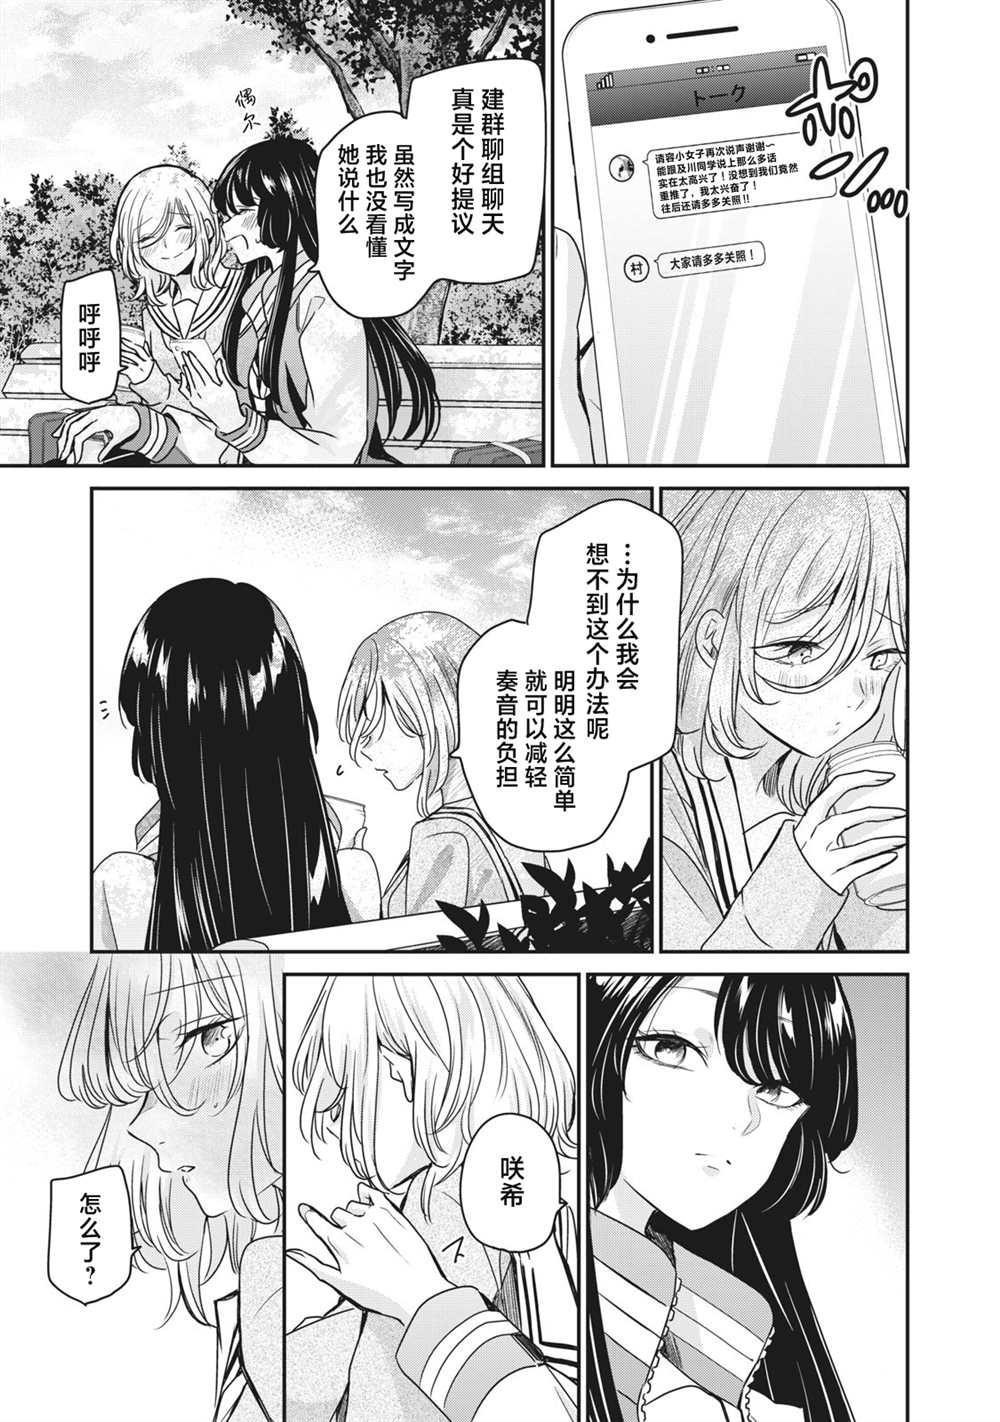 トーク
请容小女子再次说声谢谢~
能跟及川同学说上那么多话
实在太高兴了！没想到我们竟然
重推了，我太兴奋了！
往后还请多多关照!!
村
大家请多多关照！
ポン
建群聊组聊天
真是个好提议
虽然写成文字
我也没看懂
她说什么
偶尔
呼呼呼
…为什么我会
想不到这个办法呢
明明这么简单
就可以减轻
奏音的负担
咲希
怎么了?